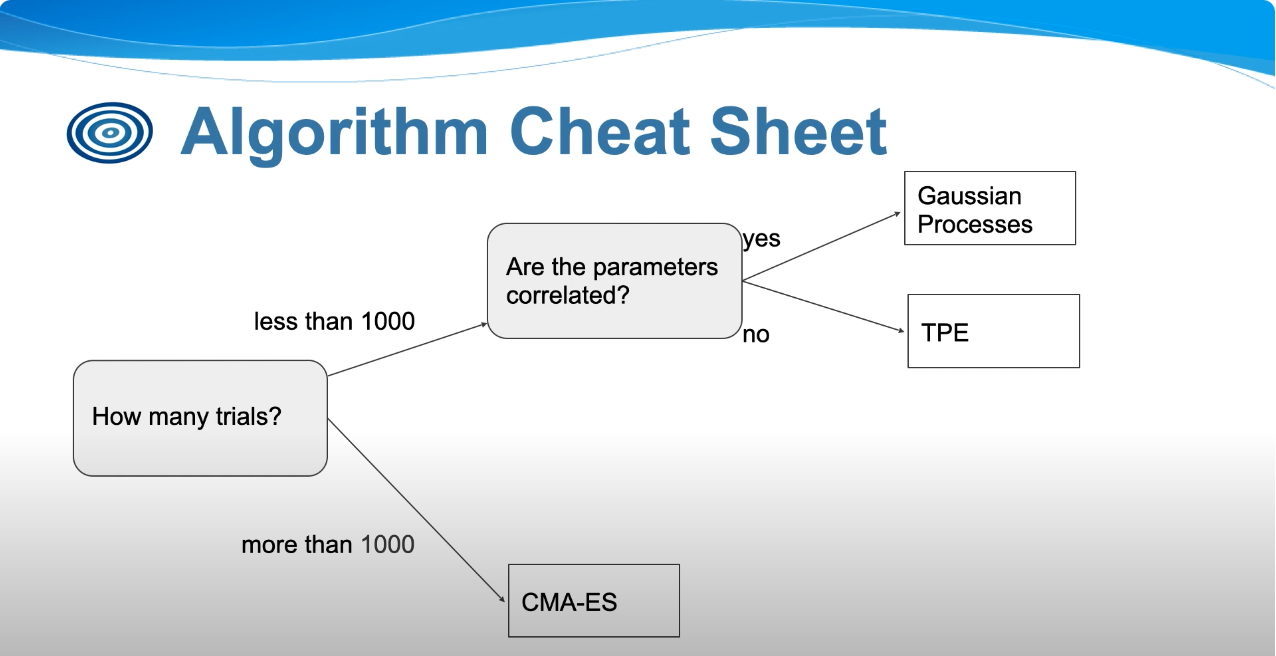 Algorithm Cheat Sheet
Gaussian
Processes
yes
Are the parameters
correlated?
less than 1000
no
TPE
How many trials?
more than 1000
CMA-ES